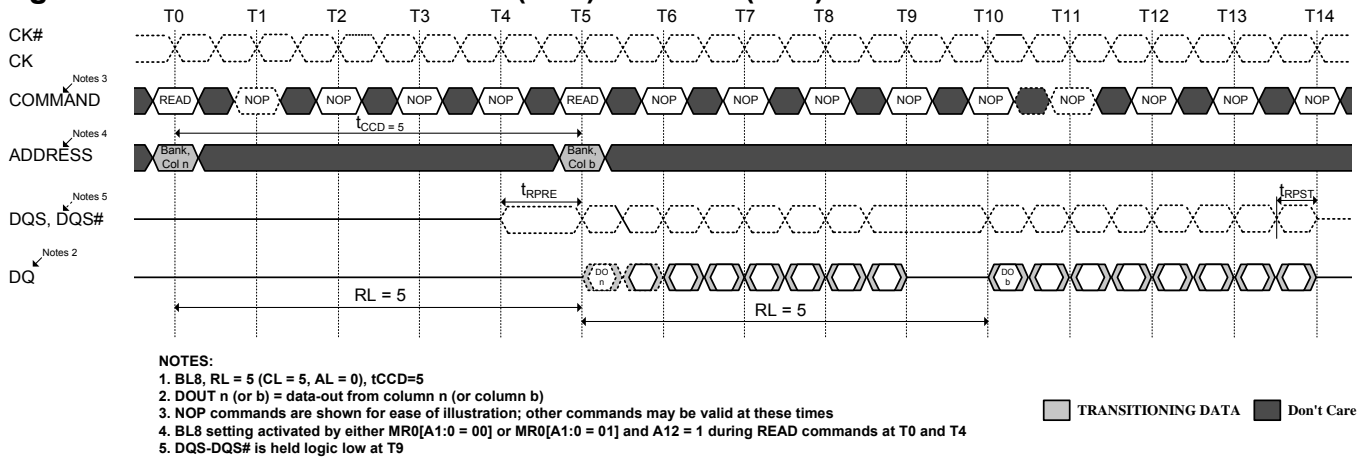 T0 T1 T2 T3 T4 T5 T6 T7 T8 T9 T10 T11 T12 T13 T14
CK#
CK
Notes 3
COMMAND
READ NOP NOP NOP NOP READ NOP NOP NOP NOP NOP NOP NOP NOP NOP
tCCD = 5
Notes 4
ADDRESS
Bank, Col n
Bank, Col b
Notes 5
DQS, DQS#
tRPRE
tRPST
Notes 2
DQ
DO n
DO b
RL = 5
RL = 5
NOTES:
1. BL8, RL = 5 (CL = 5, AL = 0), tCCD=5
2. DOUT n (or b) = data-out from column n (or column b)
3. NOP commands are shown for ease of illustration; other commands may be valid at these times
4. BL8 setting activated by either MR0[A1:0 = 00] or MR0[A1:0 = 01] and A12 = 1 during READ commands at T0 and T4
5. DQS-DQS# is held logic low at T9
TRANSITIONING DATA
Don't Care